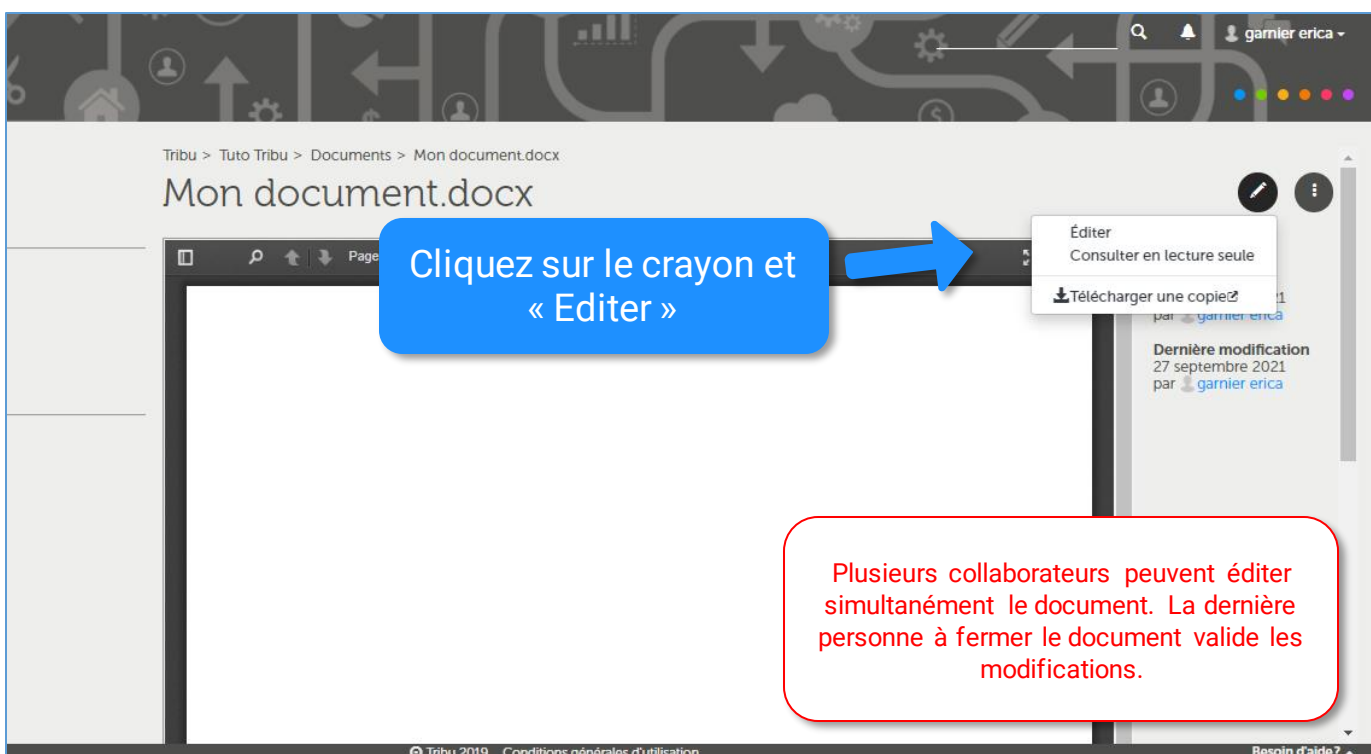 garnier erica
Tribu > Tuto Tribu > Documents > Mon document.docx
Mon document.docx
Page
Cliquez sur le crayon et
« Editer »
Éditer
Consulter en lecture seule
Télécharger une copie
par garnier erica
Dernière modification
27 septembre 2021
par garnier erica
Plusieurs collaborateurs peuvent éditer
simultanément le document. La dernière
personne à fermer le document valide les
modifications.
Tribu 2019 Conditions générales d'utilisation
Besoin d'aide?